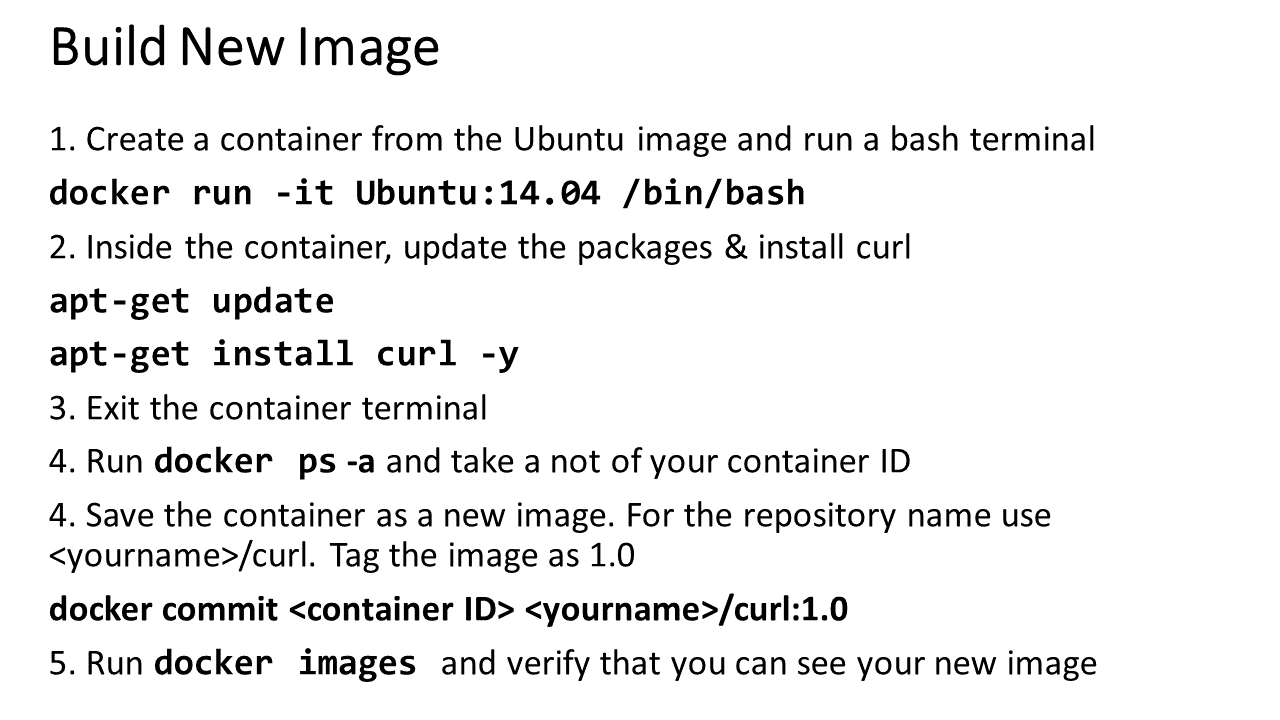 Build New Image
1. Create a container from the Ubuntu image and run a bash terminal
docker run -it Ubuntu:14.04 /bin/bash
2. Inside the container, update the packages & install curl
apt-get update
apt-get install curl -y
3. Exit the container terminal
4. Run docker ps -a and take a not of your container ID
4. Save the container as a new image. For the repository name use
<yourname>/curl. Tag the image as 1.0
docker commit <container ID> <yourname>/curl:1.0
5. Run docker images and verify that you can see your new image